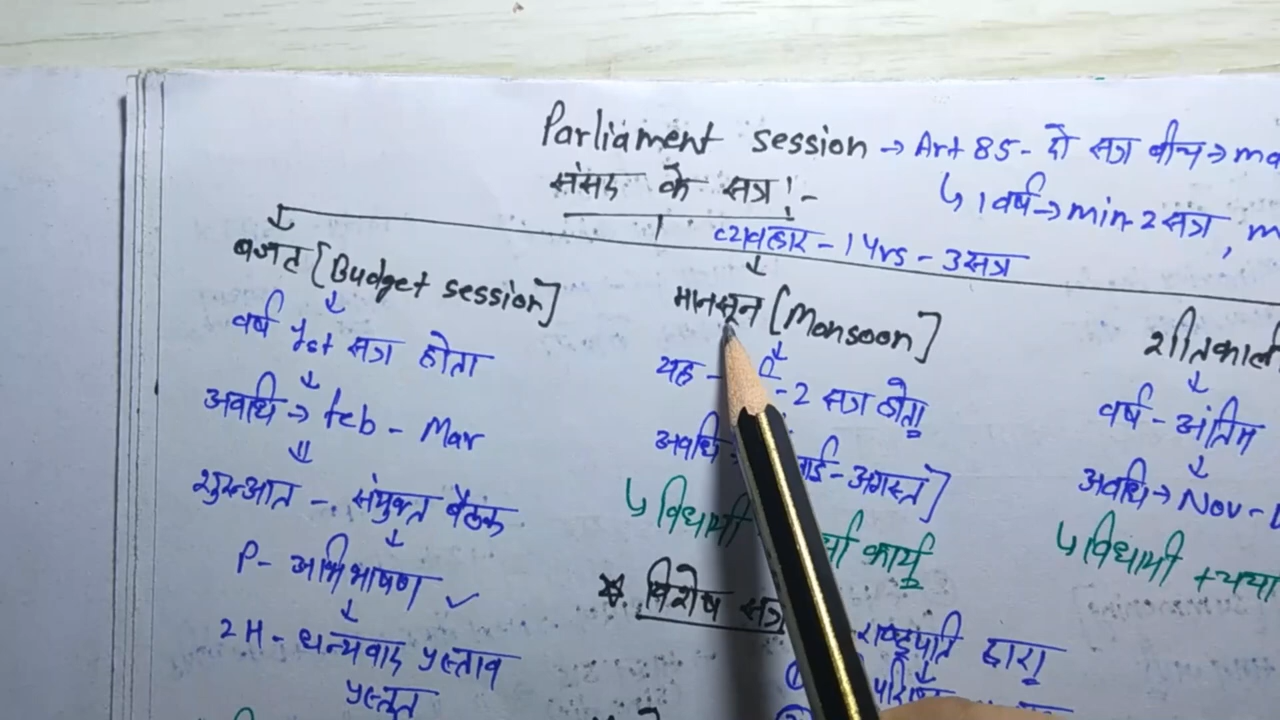 Parliament session → Art 85 - दो सत्र बीच →
संसद के सत्र! -
↳ 1 वर्ष → min - 2 सत्र,
व्यवहार - 1 Yrs - 3 सत्र
बजट [Budget session]
वर्ष 1st सत्र होता
अवधि → feb - Mar
शुरुआत - संयुक्त बैठक
P - अभिभाषण ✓
2H - धन्यवाद प्रस्ताव
प्रस्तुत
मानसून [Monsoon]
यह - 2 सत्र होता
अवधि - अगस्त]
↳ विधायी कार्य
शीतकाली
वर्ष - अंतिम
अवधि → Nov -
↳ विधायी + चर्चा
* विशेष सत्र
राष्ट्रपति द्वारा